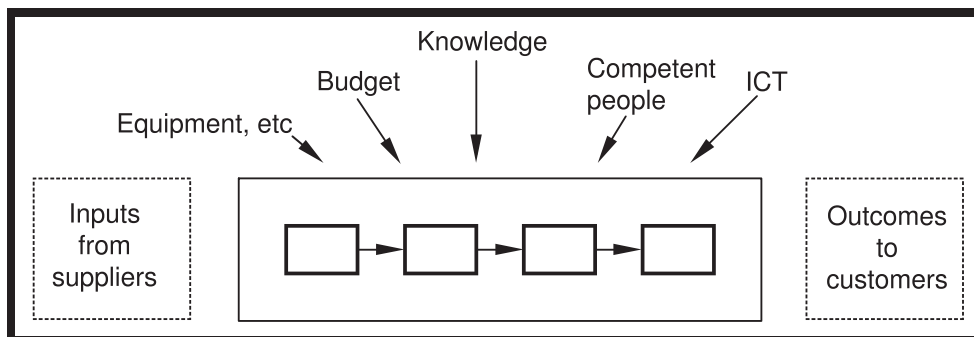 Knowledge
Budget
Competent
people
ICT
Equipment, etc
Inputs
from
suppliers
Outcomes
to
customers